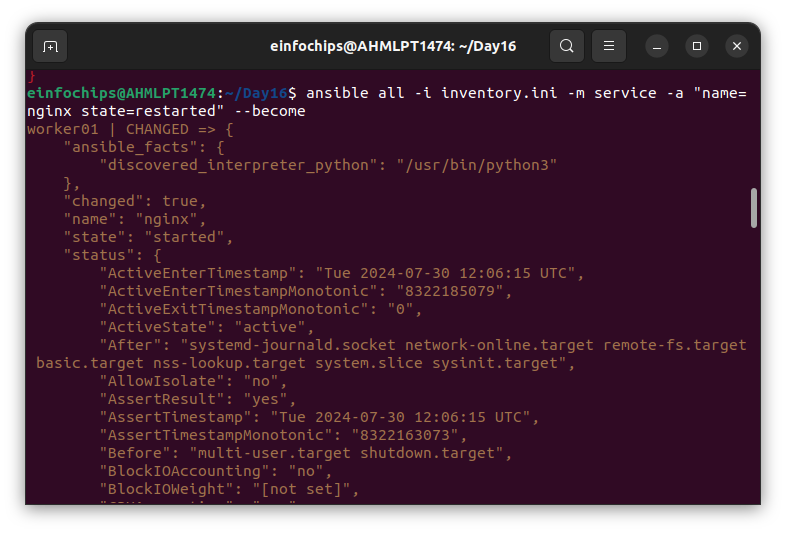 einfochips@AHMLPT1474: ~/Day16
}
einfochips@AHMLPT1474:~/Day16$ ansible all -i inventory.ini -m service -a "name=
nginx state=restarted" --become
worker01 | CHANGED => {
    "ansible_facts": {
        "discovered_interpreter_python": "/usr/bin/python3"
    },
    "changed": true,
    "name": "nginx",
    "state": "started",
    "status": {
        "ActiveEnterTimestamp": "Tue 2024-07-30 12:06:15 UTC",
        "ActiveEnterTimestampMonotonic": "8322185079",
        "ActiveExitTimestampMonotonic": "0",
        "ActiveState": "active",
        "After": "systemd-journald.socket network-online.target remote-fs.target
 basic.target nss-lookup.target system.slice sysinit.target",
        "AllowIsolate": "no",
        "AssertResult": "yes",
        "AssertTimestamp": "Tue 2024-07-30 12:06:15 UTC",
        "AssertTimestampMonotonic": "8322163073",
        "Before": "multi-user.target shutdown.target",
        "BlockIOAccounting": "no",
        "BlockIOWeight": "[not set]",